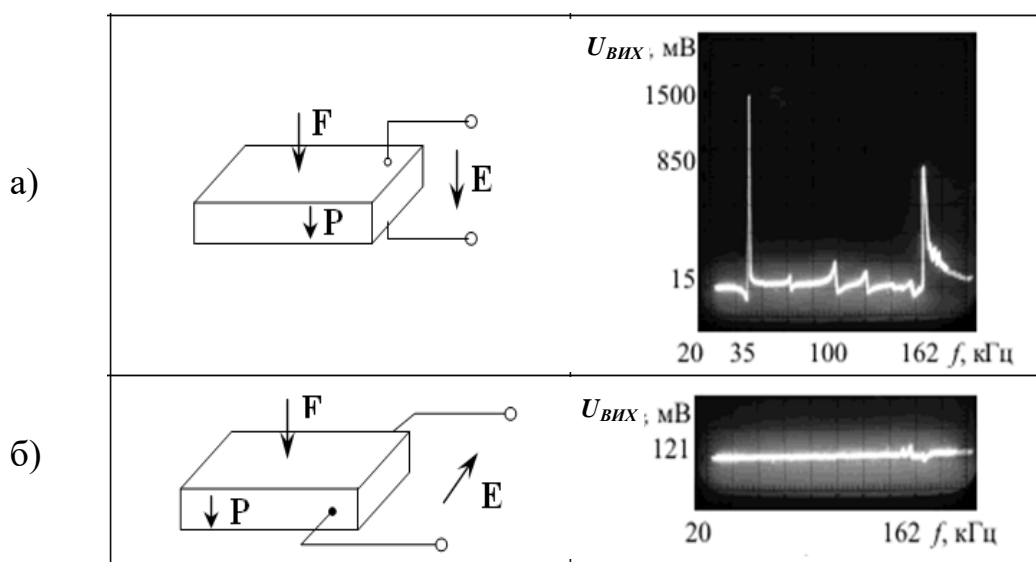 а)
F
P
E
U_ВИХ, мВ
1500
850
15
20 35 100 162 f, кГц
б)
F
P
E
U_ВИХ; мВ
121
20 162 f, кГц